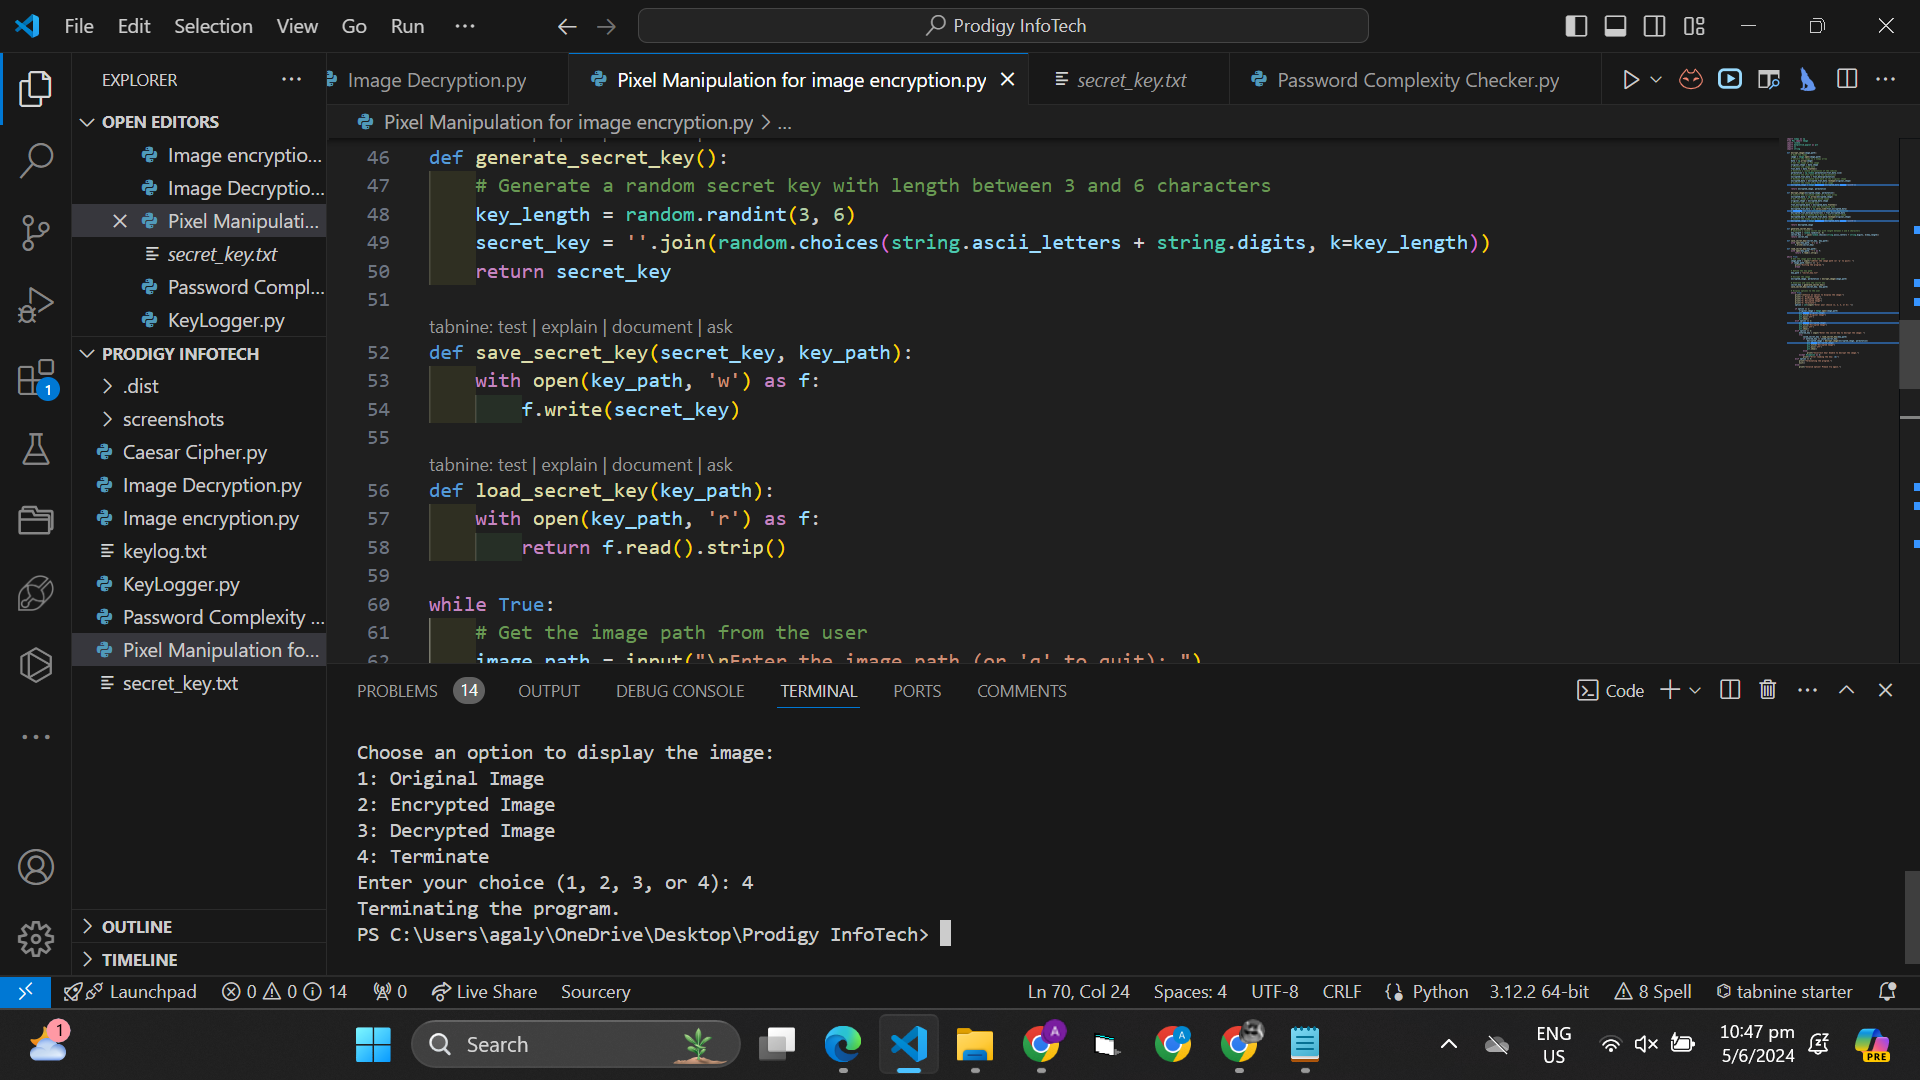 File Edit Selection View Go Run ...
Prodigy InfoTech
EXPLORER
Image Decryption.py
Pixel Manipulation for image encryption.py
secret_key.txt
Password Complexity Checker.py
OPEN EDITORS
Image encryptio...
Image Decryptio...
Pixel Manipulati...
secret_key.txt
Password Compl...
KeyLogger.py
PRODIGY INFOTECH
.dist
screenshots
Caesar Cipher.py
Image Decryption.py
Image encryption.py
keylog.txt
KeyLogger.py
Password Complexity ...
Pixel Manipulation fo...
secret_key.txt
OUTLINE
TIMELINE
1
Pixel Manipulation for image encryption.py > ...
46 def generate_secret_key():
47 # Generate a random secret key with length between 3 and 6 characters
48 key_length = random.randint(3, 6)
49 secret_key = ''.join(random.choices(string.ascii_letters + string.digits, k=key_length))
50 return secret_key
51
tabnine: test | explain | document | ask
52 def save_secret_key(secret_key, key_path):
53 with open(key_path, 'w') as f:
54 f.write(secret_key)
55
tabnine: test | explain | document | ask
56 def load_secret_key(key_path):
57 with open(key_path, 'r') as f:
58 return f.read().strip()
59
60 while True:
61 # Get the image path from the user
62 image_path = input("\nEnter the image path (or 'q' to quit): ")
PROBLEMS 14 OUTPUT DEBUG CONSOLE TERMINAL PORTS COMMENTS
Code
Choose an option to display the image:
1: Original Image
2: Encrypted Image
3: Decrypted Image
4: Terminate
Enter your choice (1, 2, 3, or 4): 4
Terminating the program.
PS C:\Users\agaly\OneDrive\Desktop\Prodigy InfoTech>
Launchpad 0 0 14 0 Live Share Sourcery
Ln 70, Col 24 Spaces: 4 UTF-8 CRLF Python 3.12.2 64-bit 8 Spell tabnine starter
1
Search
A
A
ENG
US
10:47 pm
5/6/2024
PRE